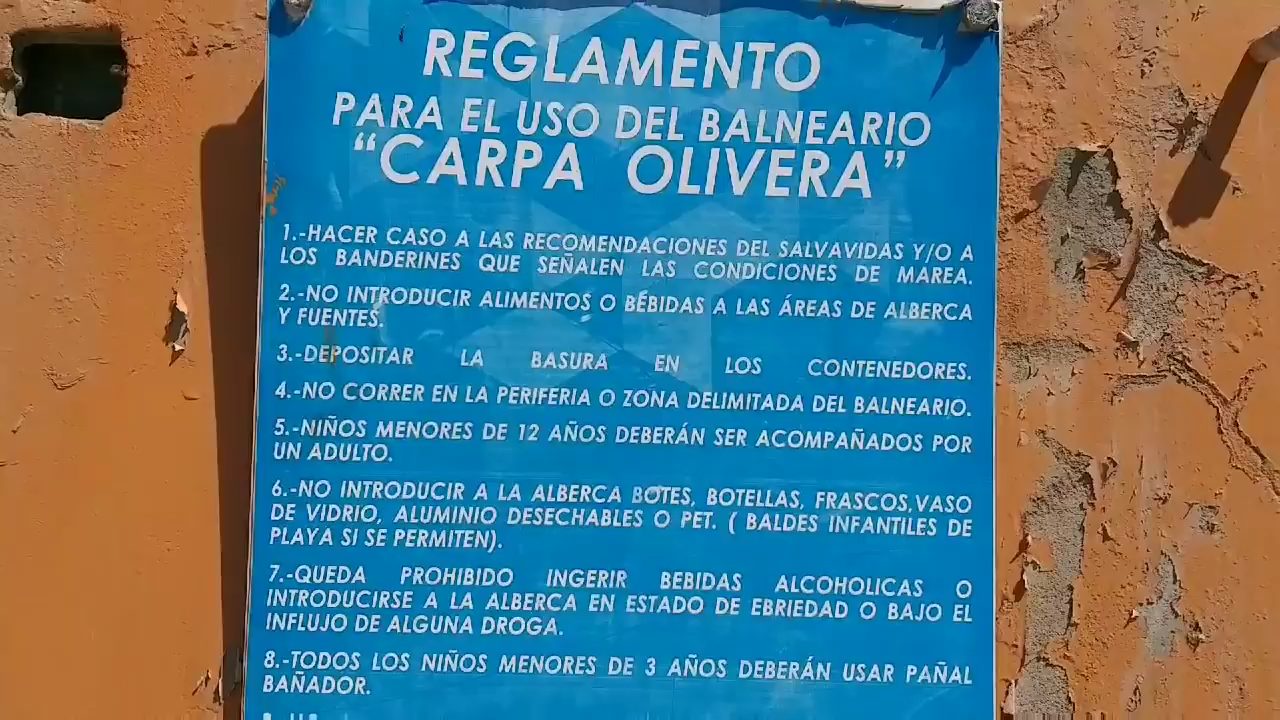 REGLAMENTO
PARA EL USO DEL BALNEARIO
“CARPA OLIVERA”
1.-HACER CASO A LAS RECOMENDACIONES DEL SALVAVIDAS Y/O A
LOS BANDERINES QUE SEÑALEN LAS CONDICIONES DE MAREA.
2.-NO INTRODUCIR ALIMENTOS O BEBIDAS A LAS ÁREAS DE ALBERCA
Y FUENTES.
3.-DEPOSITAR LA BASURA EN LOS CONTENEDORES.
4.-NO CORRER EN LA PERIFERIA O ZONA DELIMITADA DEL BALNEARIO.
5.-NIÑOS MENORES DE 12 AÑOS DEBERÁN SER ACOMPAÑADOS POR
UN ADULTO.
6.-NO INTRODUCIR A LA ALBERCA BOTES, BOTELLAS, FRASCOS,VASO
DE VIDRIO, ALUMINIO DESECHABLES O PET. ( BALDES INFANTILES DE
PLAYA SI SE PERMITEN).
7.-QUEDA PROHIBIDO INGERIR BEBIDAS ALCOHOLICAS O
INTRODUCIRSE A LA ALBERCA EN ESTADO DE EBRIEDAD O BAJO EL
INFLUJO DE ALGUNA DROGA.
8.-TODOS LOS NIÑOS MENORES DE 3 AÑOS DEBERÁN USAR PAÑAL
BAÑADOR.